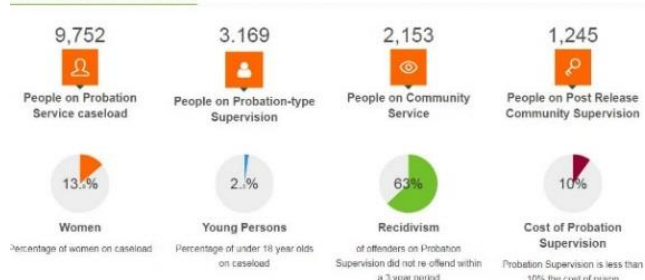 9,752
People on Probation
Service caseload
3.169
People on Probation-type
Supervision
2,153
People on Community
Service
1,245
People on Post Release
Community Supervision
Women
Percentage of women on caseload
Young Persons
Percentage of under 18 year olds
on caseload
63%
Recidivism
of offenders on Probation
Supervision did not re offend within
a 3 year period
10%
Cost of Probation
Supervision
Probation Supervision is less than
10% the cost of prison